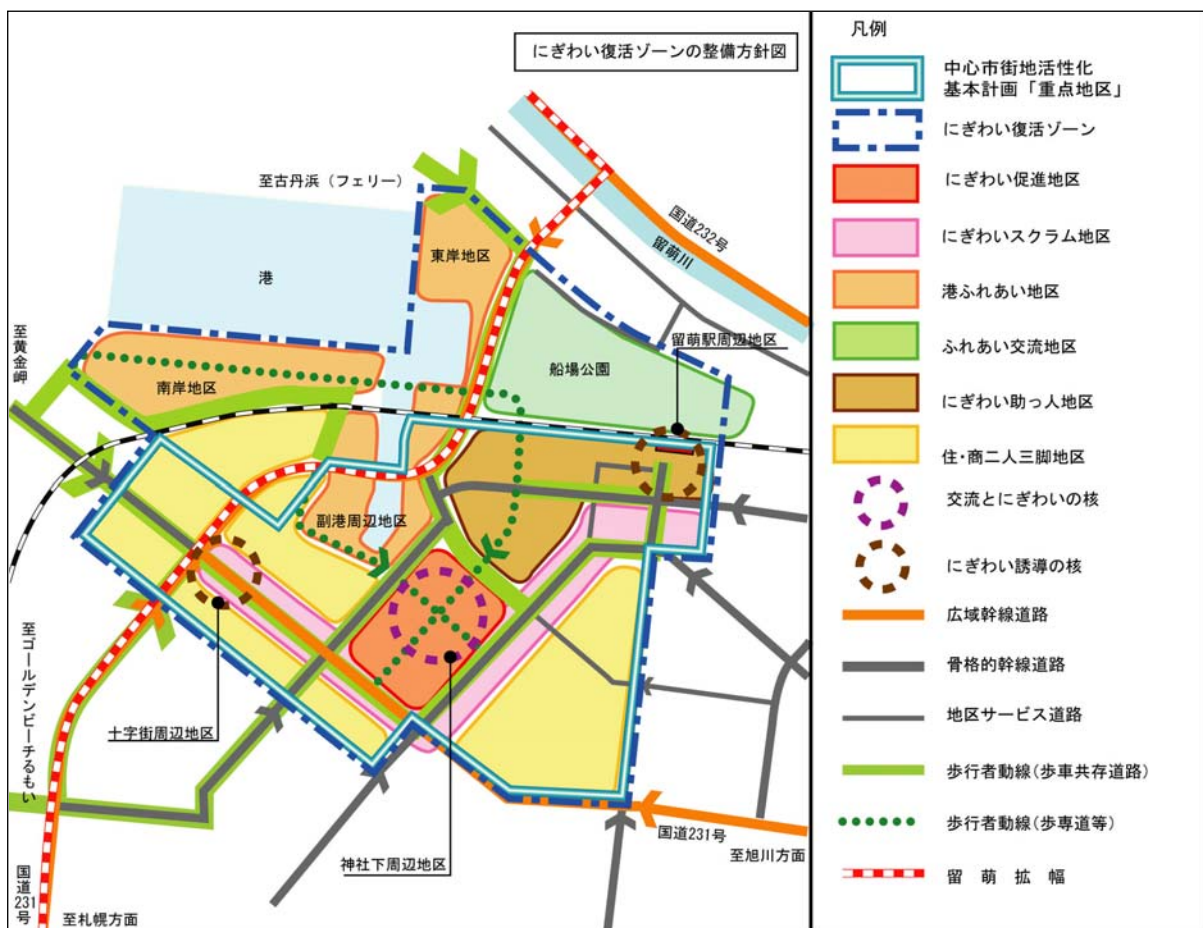 にぎわい復活ゾーンの整備方針図
至古丹浜（フェリー）
国道232号
留萌川
東岸地区
港
留萌駅周辺地区
船場公園
至黄金岬
南岸地区
副港周辺地区
十字街周辺地区
至ゴールデンビーチるもい
神社下周辺地区
国道231号
至旭川方面
国道
231号
至札幌方面
凡例
中心市街地活性化
基本計画「重点地区」
にぎわい復活ゾーン
にぎわい促進地区
にぎわいスクラム地区
港ふれあい地区
ふれあい交流地区
にぎわい助っ人地区
住・商二人三脚地区
交流とにぎわいの核
にぎわい誘導の核
広域幹線道路
骨格的幹線道路
地区サービス道路
歩行者動線（歩車共存道路）
歩行者動線（歩専道等）
留萌拡幅